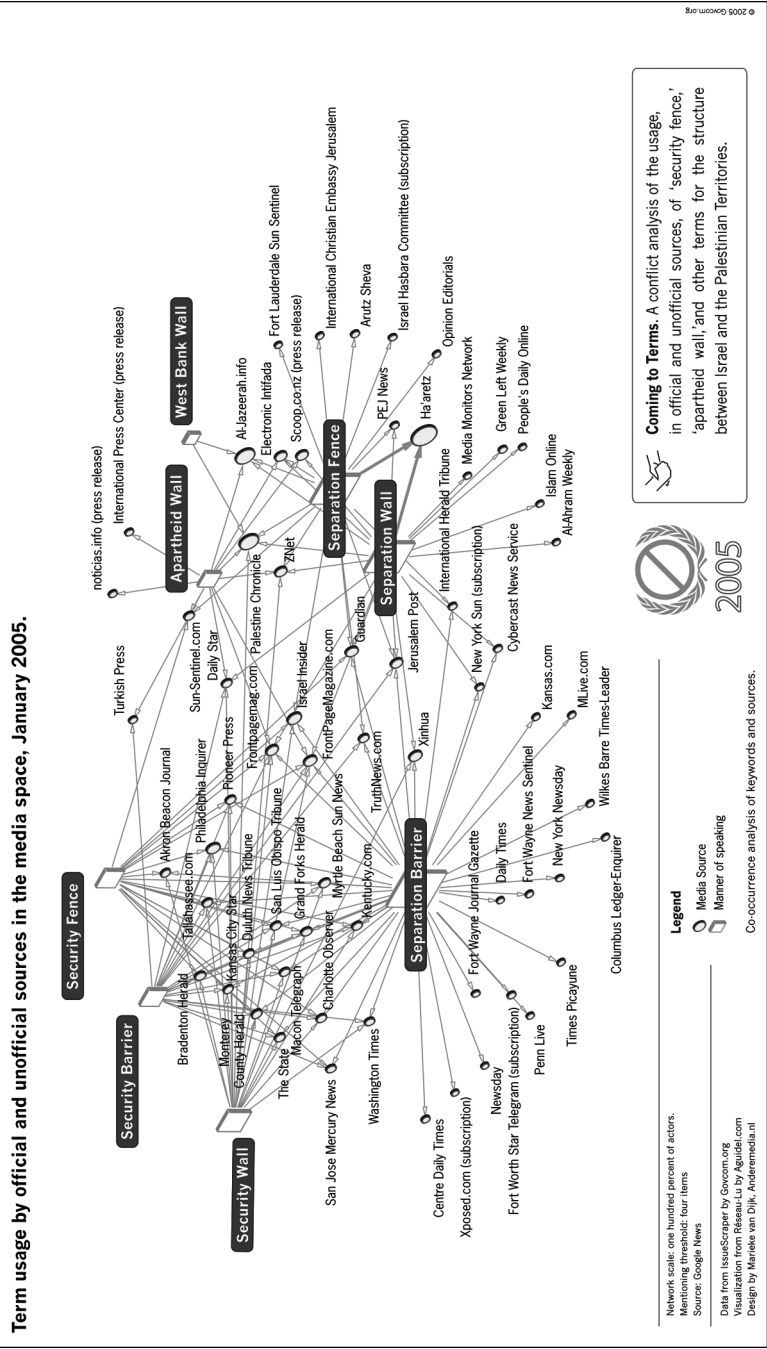 Term usage by official and unofficial sources in the media space, January 2005.
Security Fence
Security Barrier
Security Wall
Apartheid Wall
West Bank Wall
Separation Fence
Separation Wall
Separation Barrier
noticias.info (press release)
International Press Center (press release)
Turkish Press
Sun-Sentinel.com
Daily Star
Al-Jazeerah.info
Electronic Intifada
Scoop.co.nz (press release)
Fort Lauderdale Sun Sentinel
International Christian Embassy Jerusalem
Arutz Sheva
Israel Hasbara Committee (subscription)
Opinion Editorials
PEJ News
Ha'aretz
Media Monitors Network
Green Left Weekly
People's Daily Online
Islam Online
Al-Ahram Weekly
International Herald Tribune
New York Sun (subscription)
Cybercast News Service
Palestine Chronicle
ZNet
Guardian
Jerusalem Post
Akron Beacon Journal
Philadelphia Inquirer
Pioneer Press
Frontpagemag.com
Israel Insider
FrontPageMagazine.com
TruthNews.com
Xinhua
Tallahassee.com
Kansas City Star
Duluth News Tribune
San Luis Obispo Tribune
Grand Forks Herald
Myrtle Beach Sun News
Kentucky.com
Bradenton Herald
Monterey
County Herald
The State
Macon Telegraph
Charlotte Observer
San Jose Mercury News
Washington Times
Kansas.com
MLive.com
Wilkes Barre Times-Leader
Fort Wayne Journal Gazette
Daily Times
Fort Wayne News Sentinel
New York Newsday
Columbus Ledger-Enquirer
Times Picayune
Penn Live
Fort Worth Star Telegram (subscription)
Newsday
Xposed.com (subscription)
Centre Daily Times
Network scale: one hundred percent of actors.
Mentioning threshold: four items
Source: Google News
Data from IssueScraper by Govcom.org
Visualization from Réseau-Lu by Aguidel.com
Design by Marieke van Dijk, Anderemedia.nl
Legend
Media Source
Manner of speaking
Co-occurrence analysis of keywords and sources.
2005
Coming to Terms. A conflict analysis of the usage,
in official and unofficial sources, of 'security fence,'
'apartheid wall,'and other terms for the structure
between Israel and the Palestinian Territories.
© 2005 Govcom.org